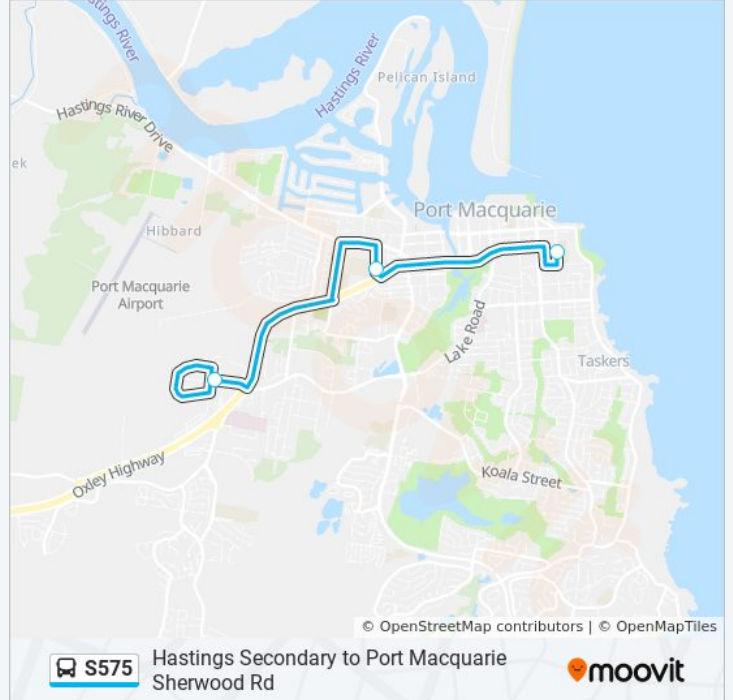 Hastings River
Hastings River
Pelican Island
Hastings River Drive
ek
Port Macquarie
Hibbard
Port Macquarie
Airport
Lake Road
Taskers
Koala Street
Oxley Highway
© OpenStreetMap contributors | © OpenMapTiles
S575
Hastings Secondary to Port Macquarie
Sherwood Rd
moovit